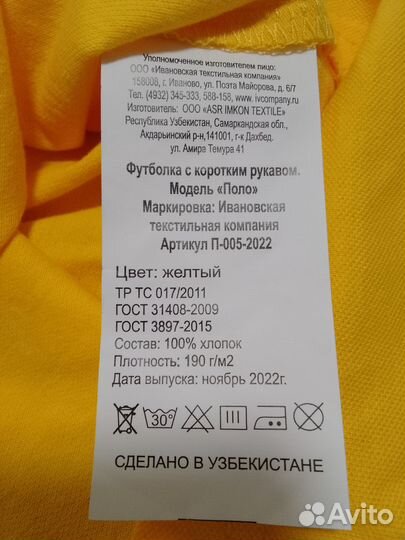 Уполномоченное изготовителем лицо:
ООО «Ивановская текстильная компания»
158008, г. Иваново, ул. Поэта Майорова, д. 6/7
Тел. (4932) 345-333, 588-158, www.ivcompany.ru
Изготовитель: ООО «ASR IMKON TEXTILE»
Республика Узбекистан, Самаркандская обл.,
Акдарьинский р-н,141001, г-к Дахбед.
ул. Амира Темура 41
Футболка с коротким рукавом.
Модель «Поло»
Маркировка: Ивановская
текстильная компания
Артикул П-005-2022
Цвет: желтый
ТР ТС 017/2011
ГОСТ 31408-2009
ГОСТ 3897-2015
Состав: 100% хлопок
Плотность: 190 г/м2
Дата выпуска: ноябрь 2022г.
30°
СДЕЛАНО В УЗБЕКИСТАНЕ
Avito